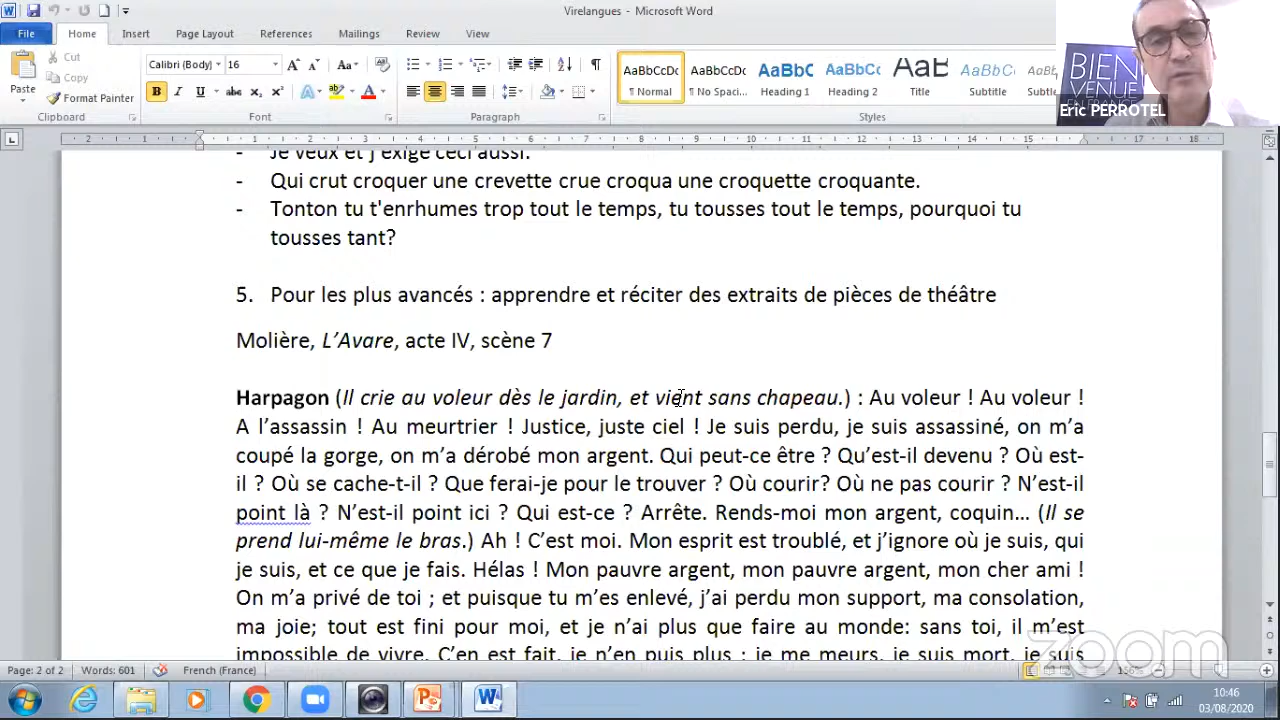 Virelangues - Microsoft Word
File Home Insert Page Layout References Mailings Review View
Cut
Copy
Paste
Format Painter
Clipboard
Calibri (Body) 16
Font
Paragraph
AaBbCcDc
¶ Normal
AaBbCcDc
¶ No Spaci...
AaBbC
Heading 1
AaBbCc
Heading 2
AaB
Title
AaBbCc
Subtitle
Styles
BIEN
VENUE
EN FRANCE
Eric PERROTEL
- Je veux et j'exige ceci aussi.
- Qui crut croquer une crevette crue croqua une croquette croquante.
- Tonton tu t'enrhumes trop tout le temps, tu tousses tout le temps, pourquoi tu
tousses tant?
5. Pour les plus avancés : apprendre et réciter des extraits de pièces de théâtre
Molière, L’Avare, acte IV, scène 7
Harpagon (Il crie au voleur dès le jardin, et vient sans chapeau.) : Au voleur ! Au voleur !
A l’assassin ! Au meurtrier ! Justice, juste ciel ! Je suis perdu, je suis assassiné, on m’a
coupé la gorge, on m’a dérobé mon argent. Qui peut-ce être ? Qu’est-il devenu ? Où est-
il ? Où se cache-t-il ? Que ferai-je pour le trouver ? Où courir? Où ne pas courir ? N’est-il
point là ? N’est-il point ici ? Qui est-ce ? Arrête. Rends-moi mon argent, coquin… (Il se
prend lui-même le bras.) Ah ! C’est moi. Mon esprit est troublé, et j’ignore où je suis, qui
je suis, et ce que je fais. Hélas ! Mon pauvre argent, mon pauvre argent, mon cher ami !
On m’a privé de toi ; et puisque tu m’es enlevé, j’ai perdu mon support, ma consolation,
ma joie; tout est fini pour moi, et je n’ai plus que faire au monde: sans toi, il m’est
impossible de vivre. C’en est fait, je n’en puis plus ; je me meurs, je suis mort, je suis
zoom
Page: 2 of 2 Words: 601 French (France) 156%
10:46
03/08/2020